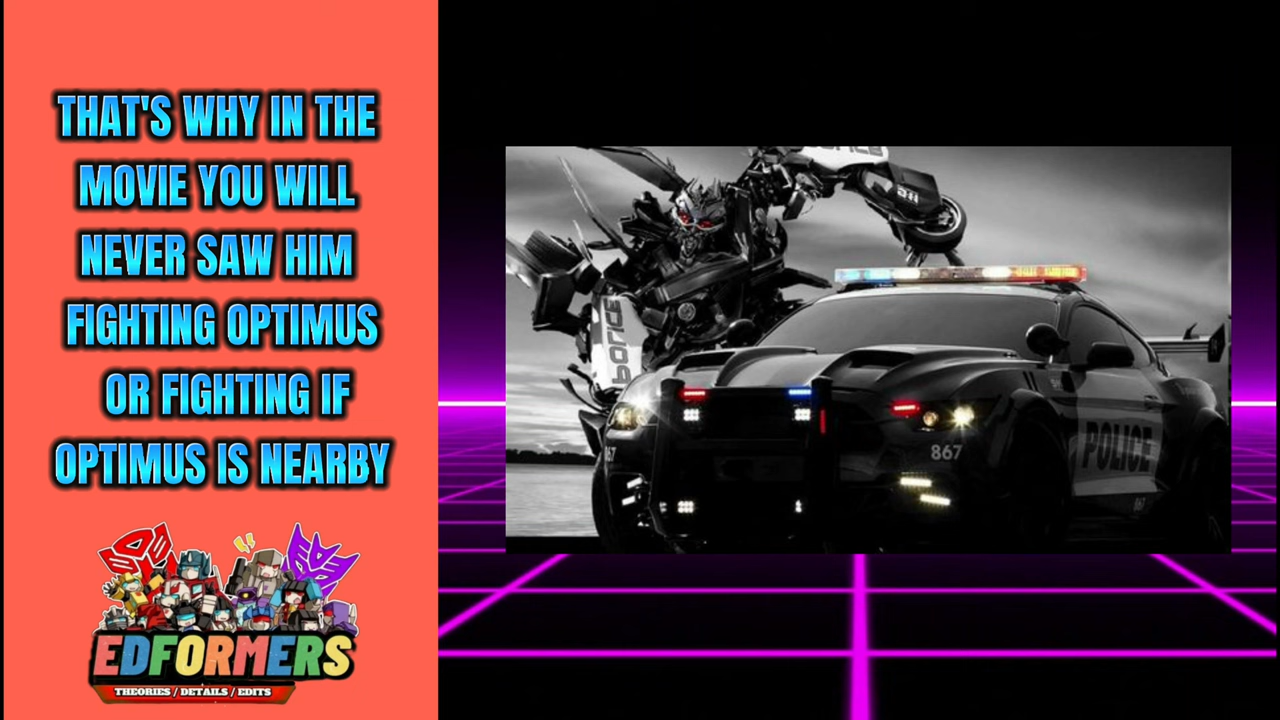 THAT'S WHY IN THE
MOVIE YOU WILL
NEVER SAW HIM
FIGHTING OPTIMUS
OR FIGHTING IF
OPTIMUS IS NEARBY
EDFORMERS
THEORIES / DETAILS / EDITS
POLICE
867
POLICE